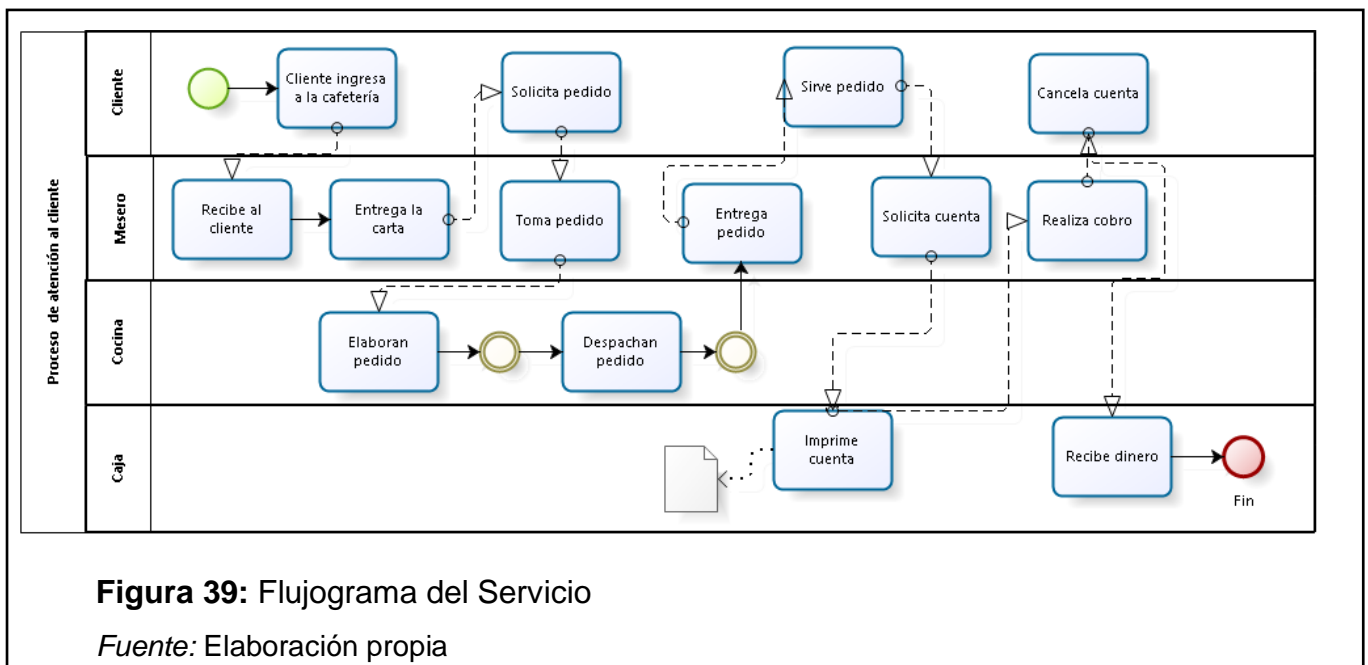 Proceso de atención al cliente
Cliente
Cliente ingresa
a la cafetería
Solicita pedido
Sirve pedido
Cancela cuenta
Mesero
Recibe al
cliente
Entrega la
carta
Toma pedido
Entrega
pedido
Solicita cuenta
Realiza cobro
Cocina
Elaboran
pedido
Despachan
pedido
Caja
Imprime
cuenta
Recibe dinero
Fin
Figura 39: Flujograma del Servicio
Fuente: Elaboración propia